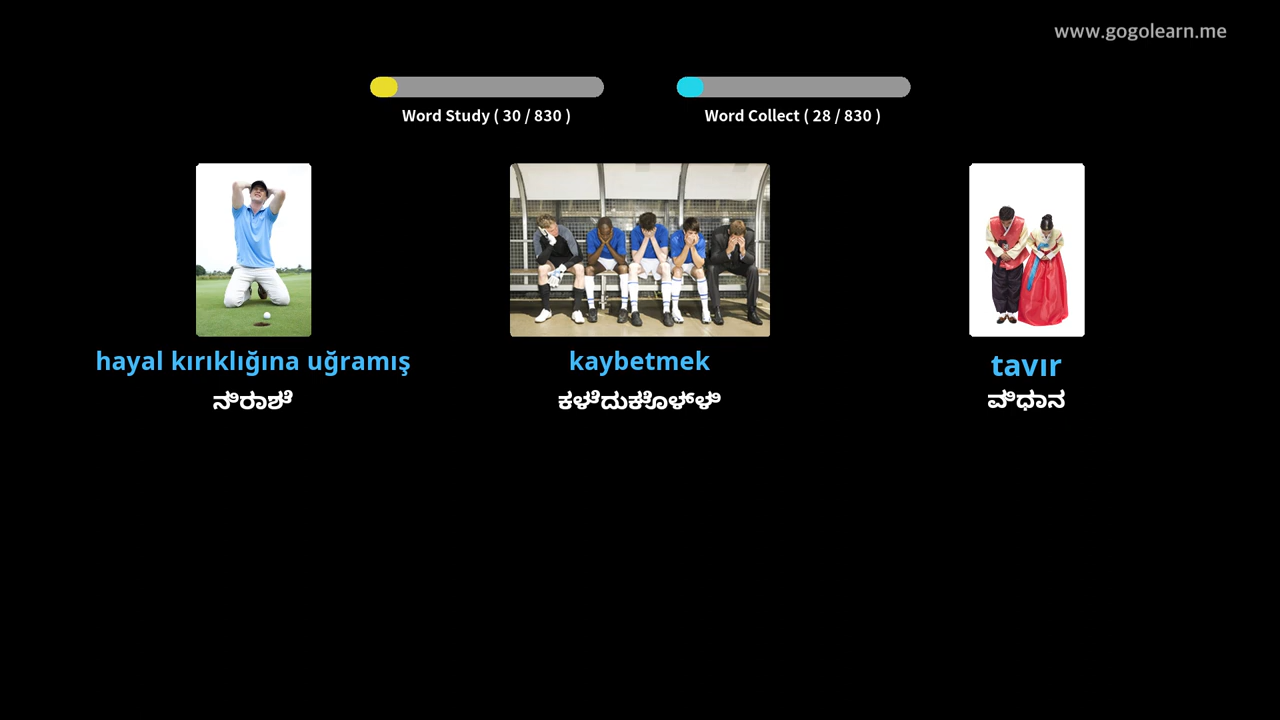 www.gogolearn.me
Word Study ( 30 / 830 )
Word Collect ( 28 / 830 )
hayal kırıklığına uğramış
kaybetmek
tavır
ನಿರಾಶೆ
ಕಳೆದುಕೊಳ್ಳಿ
ವಿಧಾನ